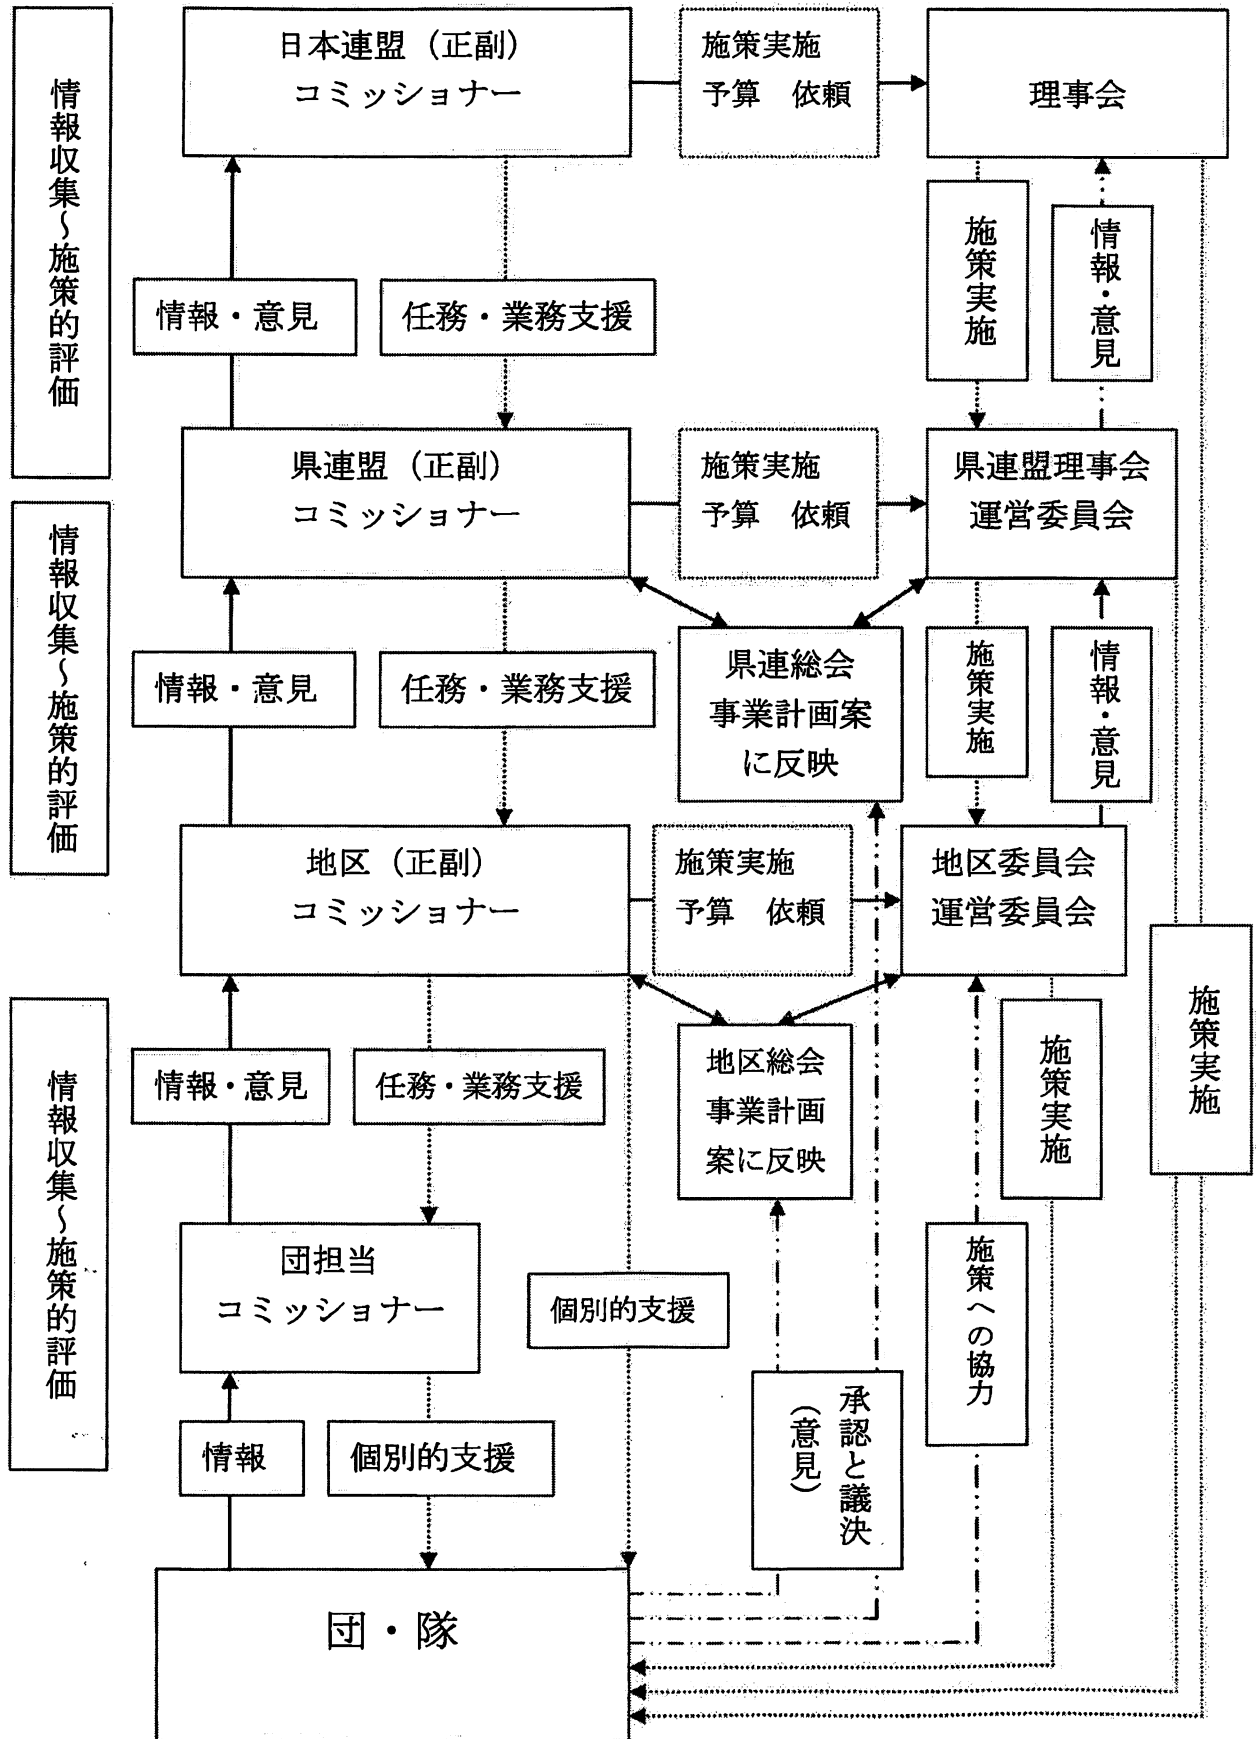 情報収集～施策的評価
日本連盟（正副）
コミッショナー
施策実施
予算　依頼
理事会
情報・意見
任務・業務支援
施策実施
情報・意見
情報収集～施策的評価
県連盟（正副）
コミッショナー
施策実施
予算　依頼
県連盟理事会
運営委員会
情報・意見
任務・業務支援
県連総会
事業計画案
に反映
施策実施
情報・意見
地区（正副）
コミッショナー
施策実施
予算　依頼
地区委員会
運営委員会
情報収集～施策的評価
情報・意見
任務・業務支援
地区総会
事業計画
案に反映
施策実施
施策実施
団担当
コミッショナー
個別的支援
施策への協力
情報
個別的支援
承認と議決
（意見）
団・隊